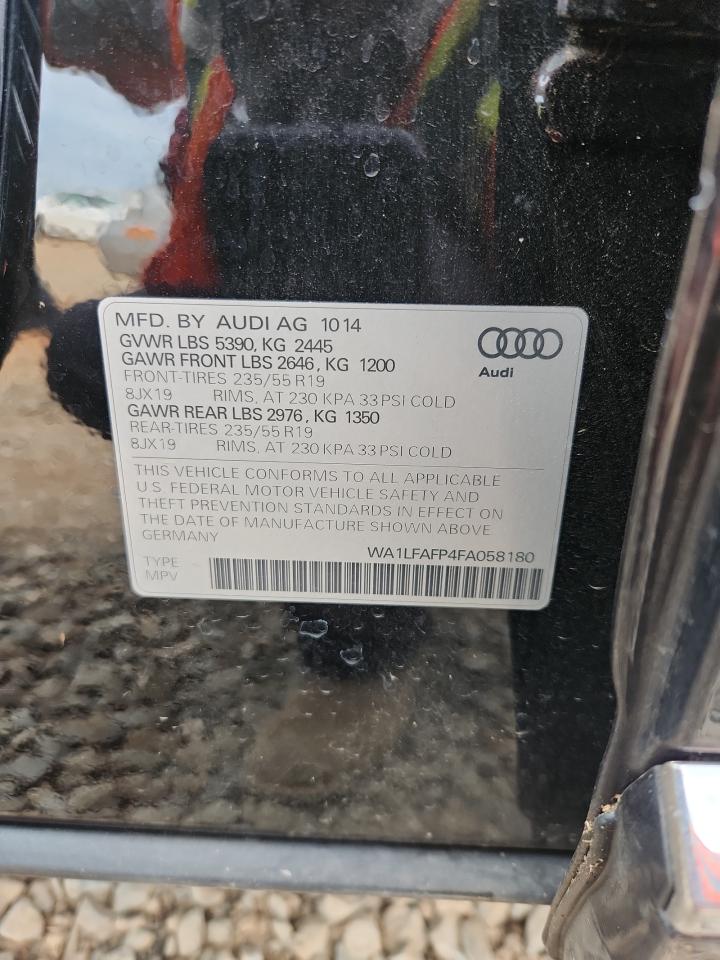 MFD. BY AUDI AG 10 14
GVWR LBS 5390, KG 2445
GAWR FRONT LBS 2646, KG 1200
FRONT-TIRES 235/55 R19
8JX19 RIMS, AT 230 KPA 33 PSI COLD
GAWR REAR LBS 2976, KG 1350
REAR-TIRES 235/55 R19
8JX19 RIMS, AT 230 KPA 33 PSI COLD
Audi
THIS VEHICLE CONFORMS TO ALL APPLICABLE
U.S. FEDERAL MOTOR VEHICLE SAFETY AND
THEFT PREVENTION STANDARDS IN EFFECT ON
THE DATE OF MANUFACTURE SHOWN ABOVE
GERMANY
WA1LFAFP4FA058180
TYPE
MPV